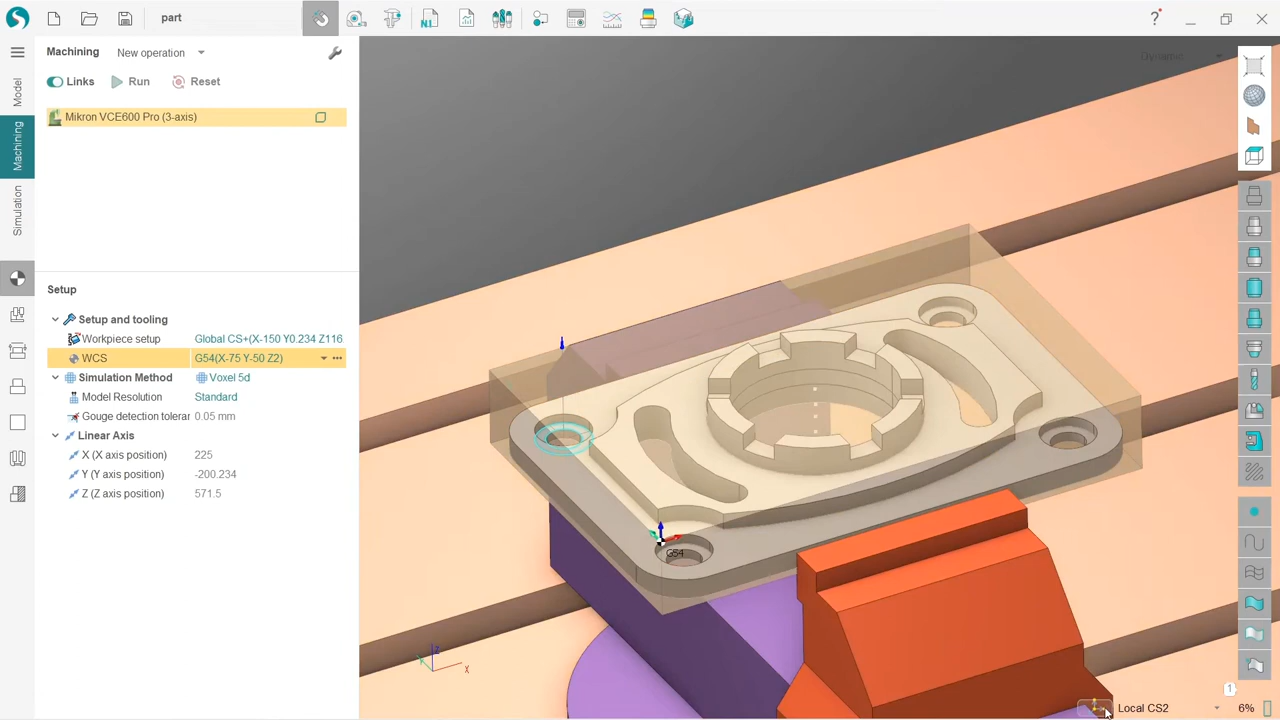 part
N.I.
?
Machining
New operation
Links
Run
Reset
Mikron VCE600 Pro (3-axis)
Model
Machining
Simulation
Dynamic
Setup
Setup and tooling
Workpiece setup
Global CS+(X-150 Y0.234 Z116
WCS
G54(X-75 Y-50 Z2)
Simulation Method
Voxel 5d
Model Resolution
Standard
Gouge detection toleran
0.05 mm
Linear Axis
X (X axis position)
225
Y (Y axis position)
-200.234
Z (Z axis position)
571.5
G54
Z
Y
X
1
Local CS2
6%